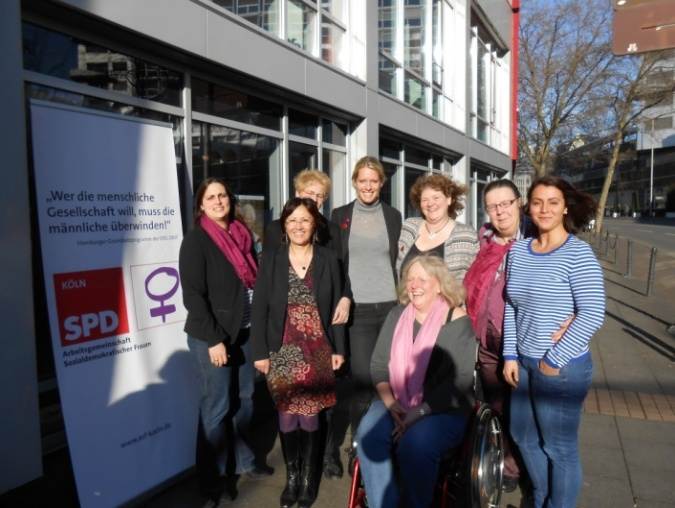 „Wer die menschliche
Gesellschaft will, muss die
männliche überwinden!“
Hamburger Grundsatzprogramm der SPD, 2007
KÖLN
SPD
Arbeitsgemeinschaft
Sozialdemokratischer Frauen
www.asf-koeln.de